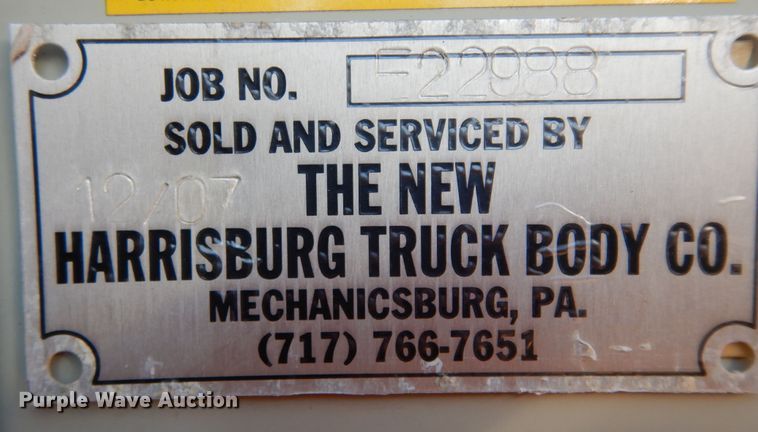 JOB NO. F22988
SOLD AND SERVICED BY
12/07
THE NEW
HARRISBURG TRUCK BODY CO.
MECHANICSBURG, PA.
(717) 766-7651
Purple Wave Auction